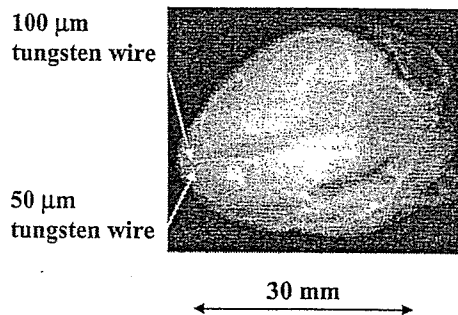 100 μm
tungsten wire
50 μm
tungsten wire
30 mm